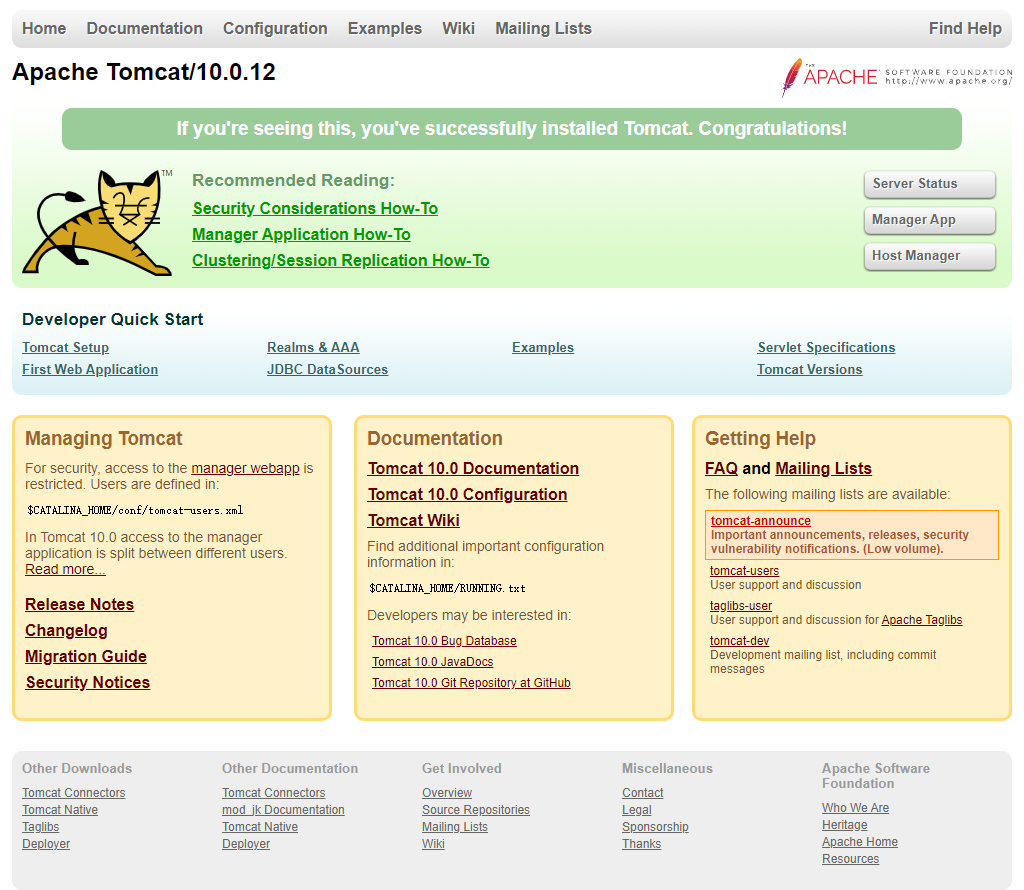 Home Documentation Configuration Examples Wiki Mailing Lists Find Help
Apache Tomcat/10.0.12
THE
APACHE SOFTWARE FOUNDATION
http://www.apache.org/
If you're seeing this, you've successfully installed Tomcat. Congratulations!
TM
Recommended Reading:
Security Considerations How-To
Manager Application How-To
Clustering/Session Replication How-To
Server Status
Manager App
Host Manager
Developer Quick Start
Tomcat Setup
First Web Application
Realms & AAA
JDBC DataSources
Examples
Servlet Specifications
Tomcat Versions
Managing Tomcat
For security, access to the manager webapp is
restricted. Users are defined in:
$CATALINA_HOME/conf/tomcat-users.xml
In Tomcat 10.0 access to the manager
application is split between different users.
Read more...
Release Notes
Changelog
Migration Guide
Security Notices
Documentation
Tomcat 10.0 Documentation
Tomcat 10.0 Configuration
Tomcat Wiki
Find additional important configuration
information in:
$CATALINA_HOME/RUNNING.txt
Developers may be interested in:
Tomcat 10.0 Bug Database
Tomcat 10.0 JavaDocs
Tomcat 10.0 Git Repository at GitHub
Getting Help
FAQ and Mailing Lists
The following mailing lists are available:
tomcat-announce
Important announcements, releases, security
vulnerability notifications. (Low volume).
tomcat-users
User support and discussion
taglibs-user
User support and discussion for Apache Taglibs
tomcat-dev
Development mailing list, including commit
messages
Other Downloads
Tomcat Connectors
Tomcat Native
Taglibs
Deployer
Other Documentation
Tomcat Connectors
mod_jk Documentation
Tomcat Native
Deployer
Get Involved
Overview
Source Repositories
Mailing Lists
Wiki
Miscellaneous
Contact
Legal
Sponsorship
Thanks
Apache Software
Foundation
Who We Are
Heritage
Apache Home
Resources